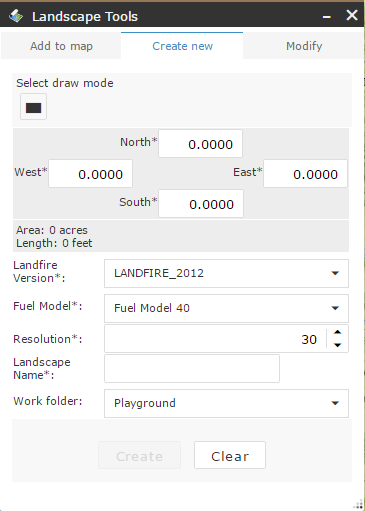 Landscape Tools
Add to map Create new Modify
Select draw mode
North* 0.0000
West* 0.0000 East* 0.0000
South* 0.0000
Area: 0 acres
Length: 0 feet
Landfire
Version*: LANDFIRE_2012
Fuel Model*: Fuel Model 40
Resolution*: 30
Landscape
Name*:
Work folder: Playground
Create Clear